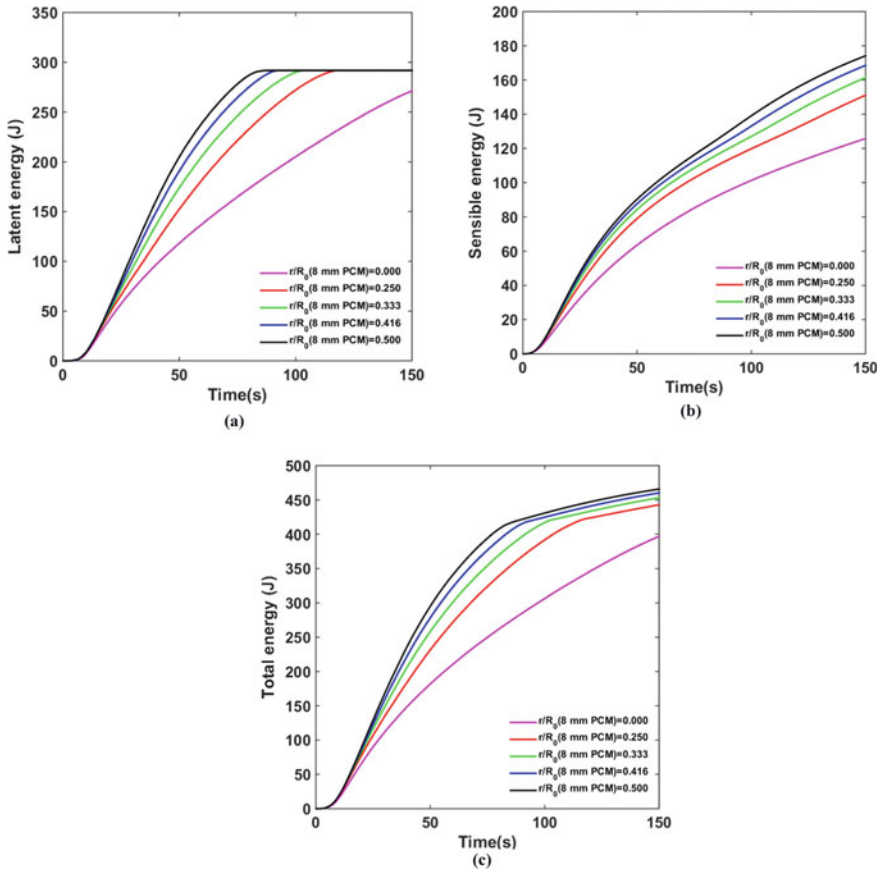 350
300
250
200
150
100
50
0
Latent energy (J)
r/R0(8 mm PCM)=0.000
r/R0(8 mm PCM)=0.250
r/R0(8 mm PCM)=0.333
r/R0(8 mm PCM)=0.416
r/R0(8 mm PCM)=0.500
0 50 100 150
Time(s)
(a)
200
180
160
140
120
100
80
60
40
20
0
Sensible energy (J)
r/R0(8 mm PCM)=0.000
r/R0(8 mm PCM)=0.250
r/R0(8 mm PCM)=0.333
r/R0(8 mm PCM)=0.416
r/R0(8 mm PCM)=0.500
0 50 100 150
Time(s)
(b)
500
450
400
350
300
250
200
150
100
50
0
Total energy (J)
r/R0(8 mm PCM)=0.000
r/R0(8 mm PCM)=0.250
r/R0(8 mm PCM)=0.333
r/R0(8 mm PCM)=0.416
r/R0(8 mm PCM)=0.500
0 50 100 150
Time(s)
(c)